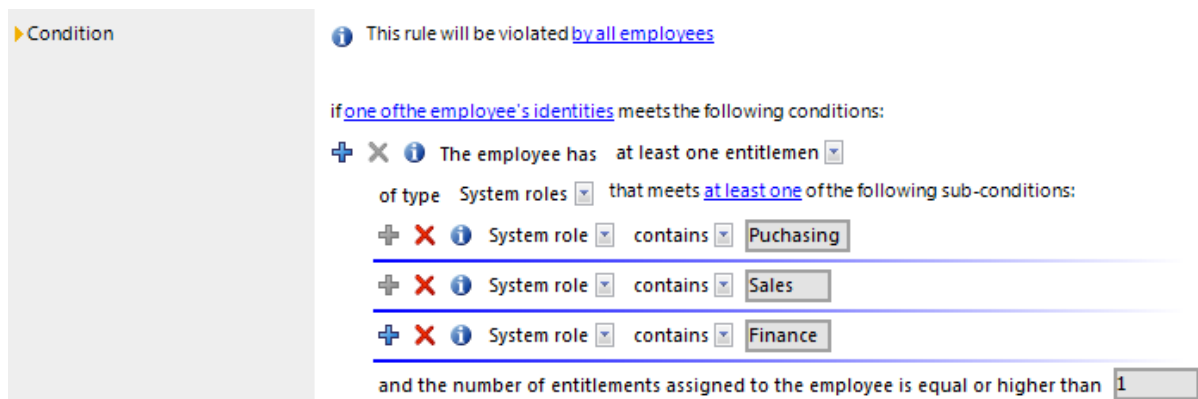 Condition
This rule will be violated by all employees
if one ofthe employee's identities meets the following conditions:
The employee has at least one entitlemen
of type System roles that meets at least one of the following sub-conditions:
System role contains Puchasing
System role contains Sales
System role contains Finance
and the number of entitlements assigned to the employee is equal or higher than 1